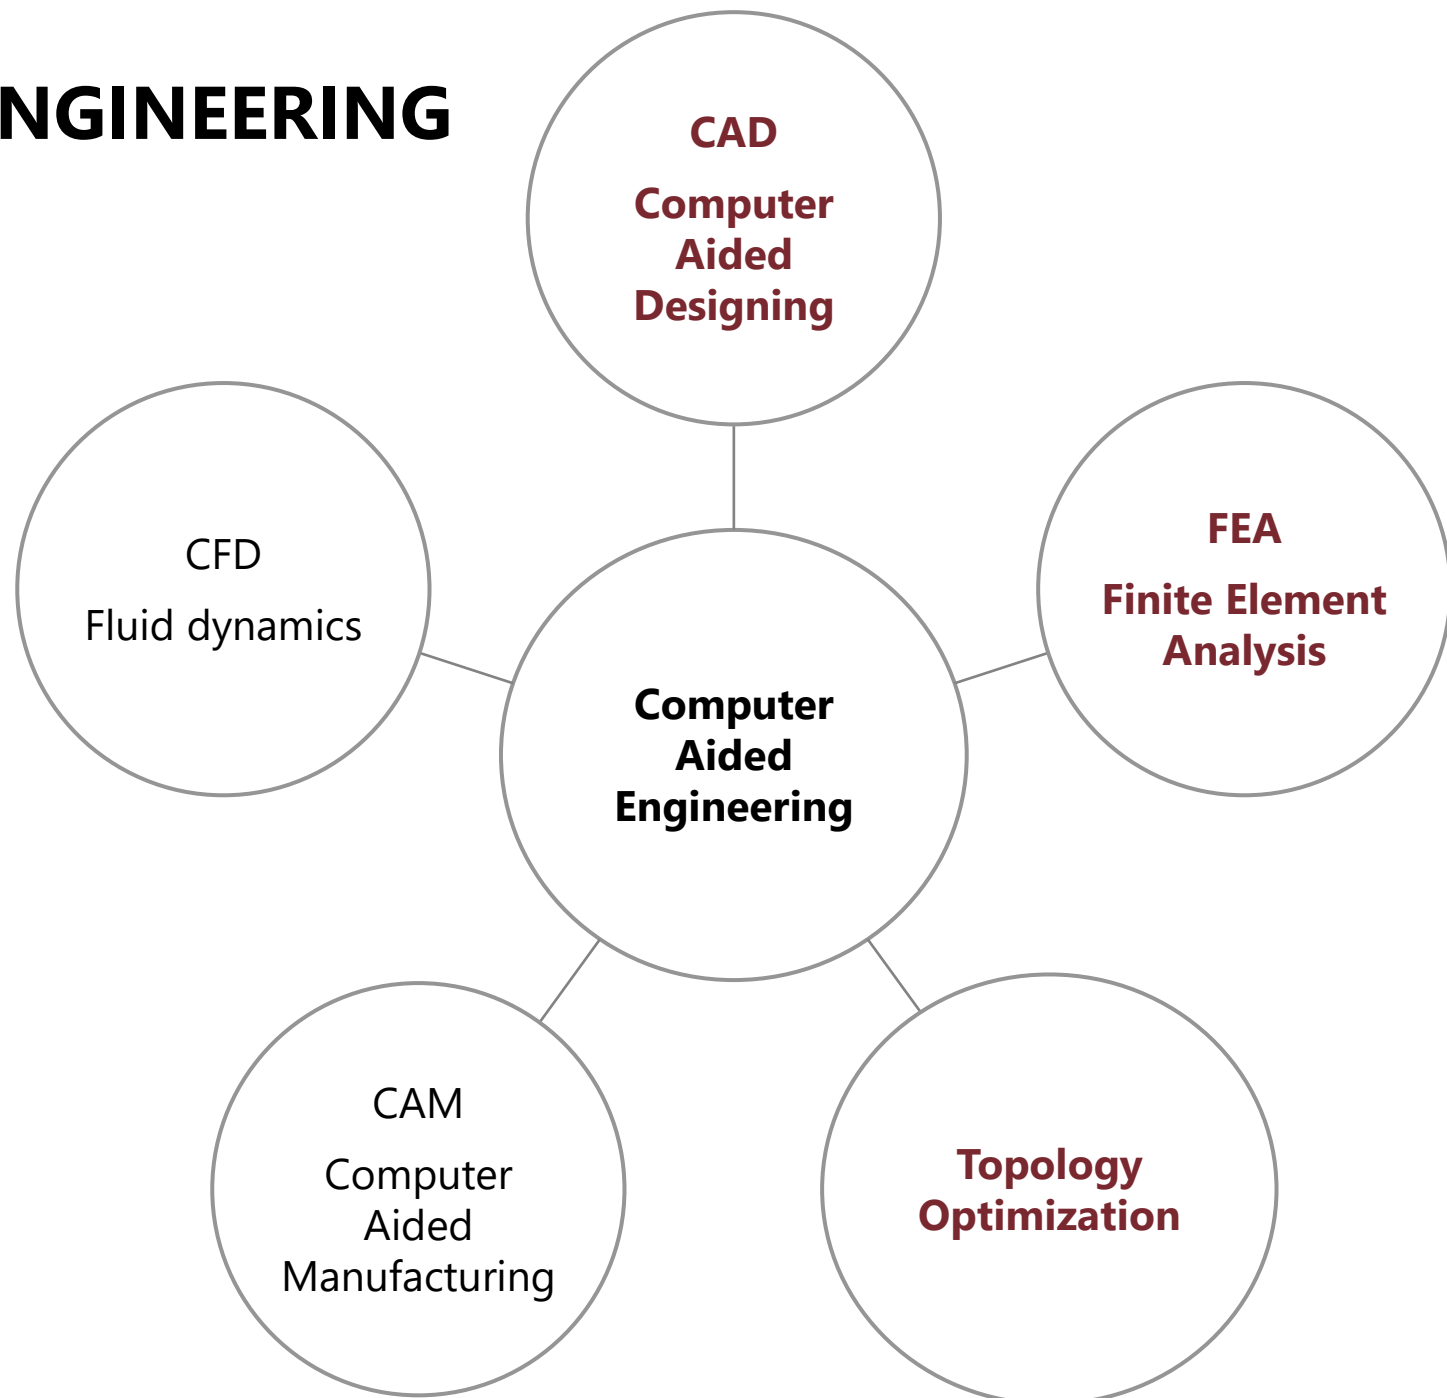 NGINEERING
CAD
Computer
Aided
Designing
FEA
Finite Element
Analysis
CFD
Fluid dynamics
Computer
Aided
Engineering
CAM
Computer
Aided
Manufacturing
Topology
Optimization